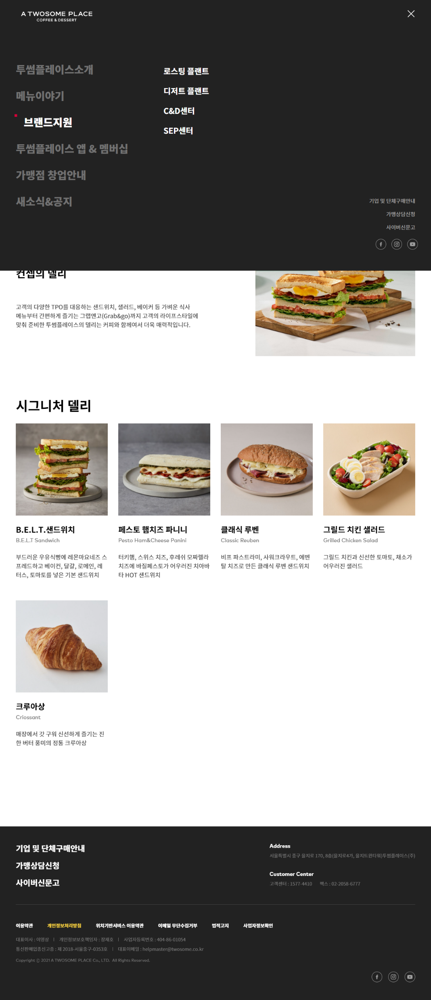 A TWOSOME PLACE
COFFEE & DESSERT
투썸플레이스소개
메뉴이야기
브랜드지원
투썸플레이스 앱 & 멤버십
가맹점 창업안내
새소식&공지
로스팅 플랜트
디저트 플랜트
C&D센터
SEP센터
기업 및 단체구매안내
가맹상담신청
사이버신문고
컨셉의 델리
고객의 다양한 TPO를 대응하는 샌드위치, 샐러드, 베이커 등 가벼운 식사
메뉴부터 간편하게 즐기는 그랩앤고(Grab&go)까지 고객의 라이프스타일에
맞춰 준비한 투썸플레이스의 델리는 커피와 함께여서 더욱 매력적입니다.
시그니처 델리
B.E.L.T.샌드위치
B.E.L.T Sandwich
부드러운 우유식빵에 레몬마요네즈 스
프레드하고 베이컨, 달걀, 로메인, 레
터스, 토마토를 넣은 기본 샌드위치
페스토 햄치즈 파니니
Pesto Ham&Cheese Panini
터키햄, 스위스 치즈, 후레쉬 모짜렐라
치즈에 바질페스토가 어우러진 치아바
타 HOT 샌드위치
클래식 루벤
Classic Reuben
비프 파스트라미, 사워크라우트, 에멘
탈 치즈로 만든 클래식 루벤 샌드위치
그릴드 치킨 샐러드
Grilled Chicken Salad
그릴드 치킨과 신선한 토마토, 채소가
어우러진 샐러드
크루아상
Criossant
매장에서 갓 구워 신선하게 즐기는 진
한 버터 풍미의 정통 크루아상
기업 및 단체구매안내
가맹상담신청
사이버신문고
Address
서울특별시 중구 을지로 170, 8층(을지로4가, 을지트윈타워)투썸플레이스(주)
Customer Center
고객센터 : 1577-4410 팩스 : 02-2058-6777
이용약관 개인정보처리방침 위치기반서비스 이용약관 이메일 무단수집거부 법적고지 사업자정보확인
대표이사 : 이영상 | 개인정보보호책임자 : 장재호 | 사업자등록번호 : 404-86-01054
통신판매업종신고증 : 제 2018-서울중구-0353호 | 대표이메일 : helpmaster@twosome.co.kr
Copyright ⓒ 2021 A TWOSOME PLACE Co., LTD. All Rights Reserved.